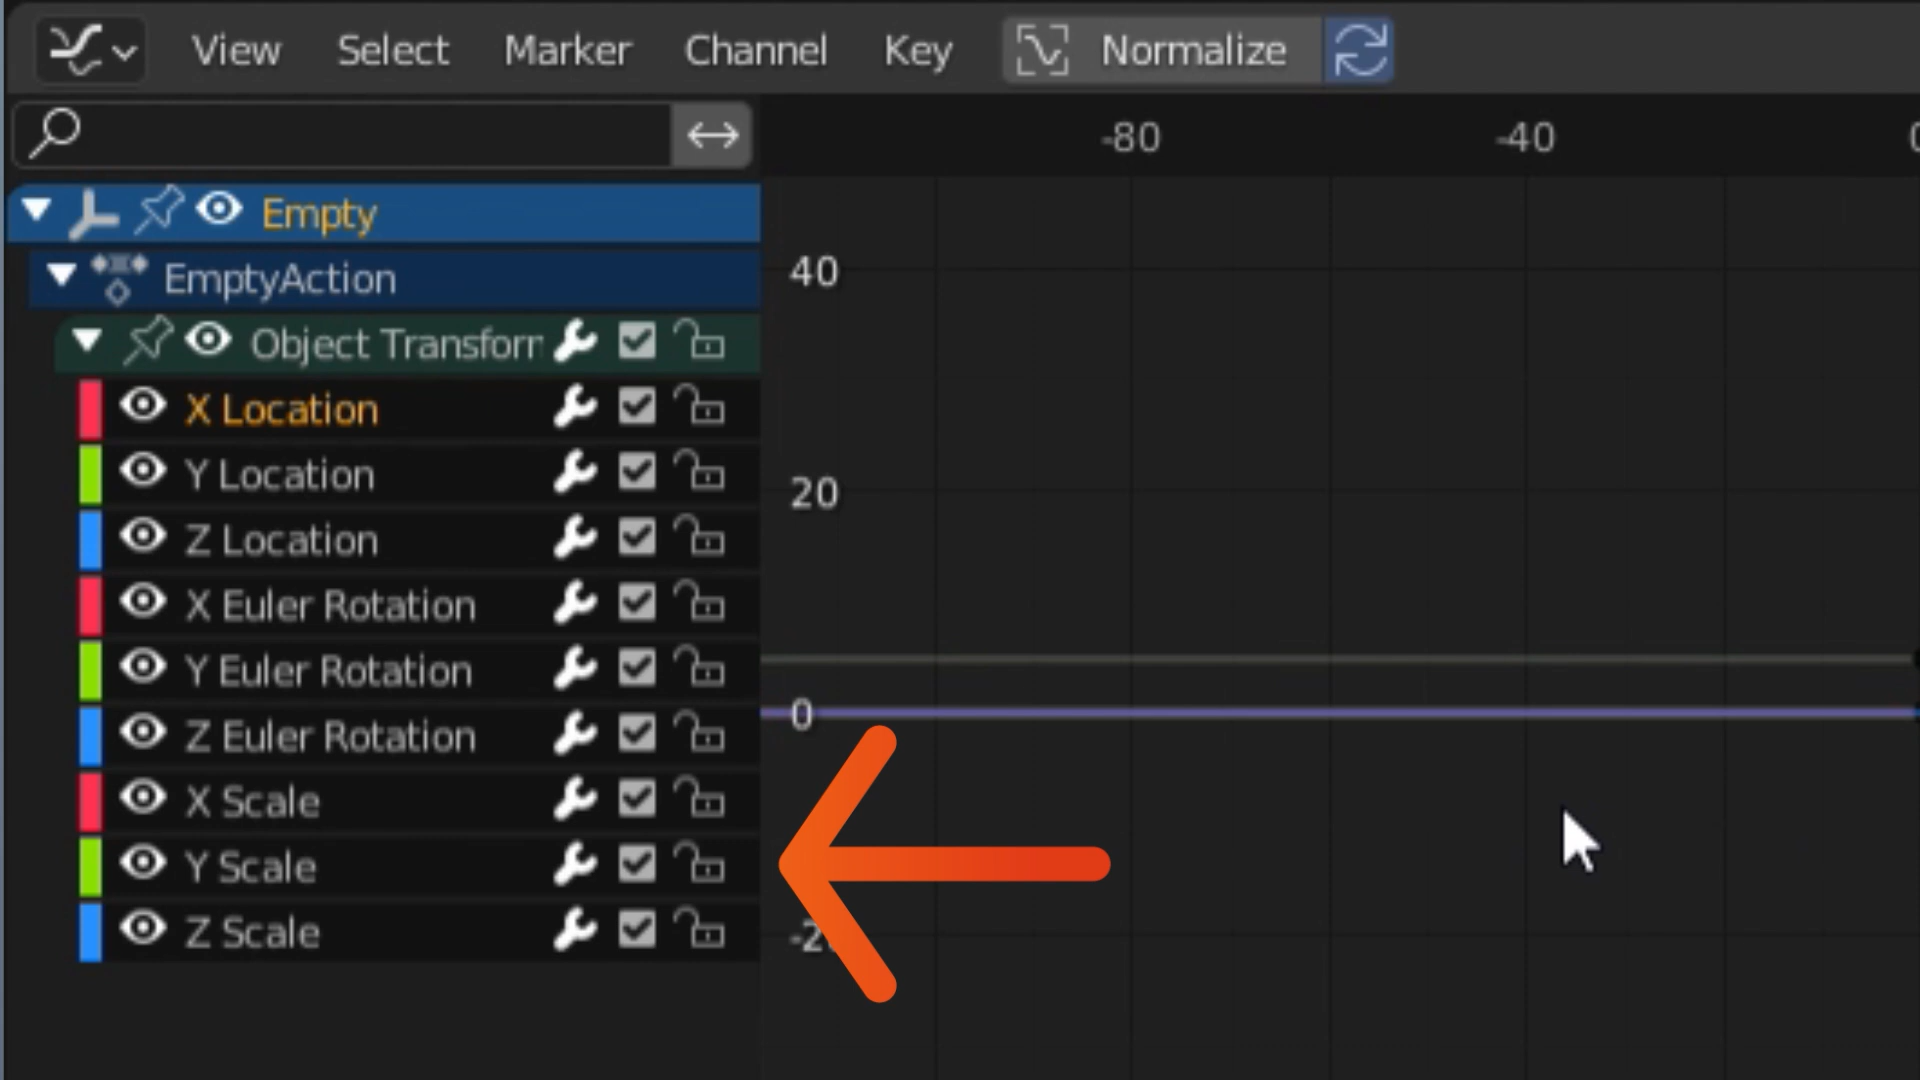 View Select Marker Channel Key Normalize
-80 -40
Empty
EmptyAction
Object Transfor
X Location
Y Location
Z Location
X Euler Rotation
Y Euler Rotation
Z Euler Rotation
X Scale
Y Scale
Z Scale
40
20
0